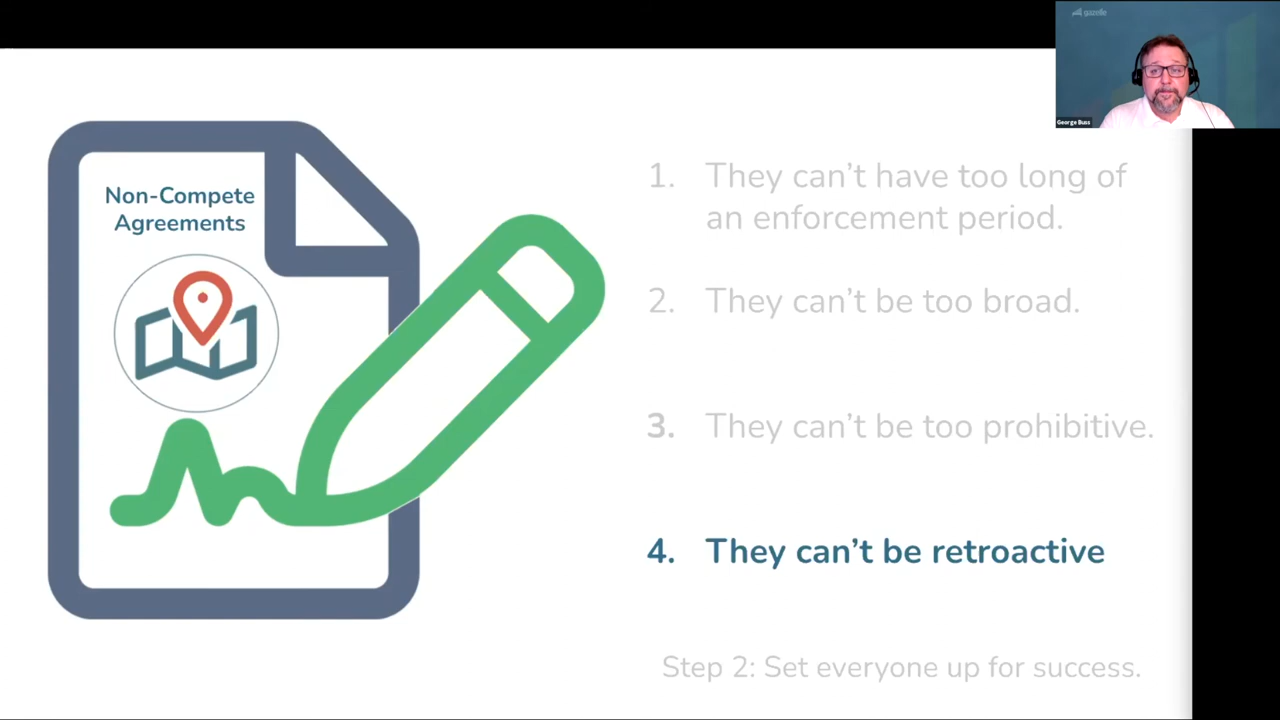 gazelle
George Buss
Non-Compete
Agreements
1. They can’t have too long of
an enforcement period.
2. They can’t be too broad.
3. They can’t be too prohibitive.
4. They can’t be retroactive
Step 2: Set everyone up for success.